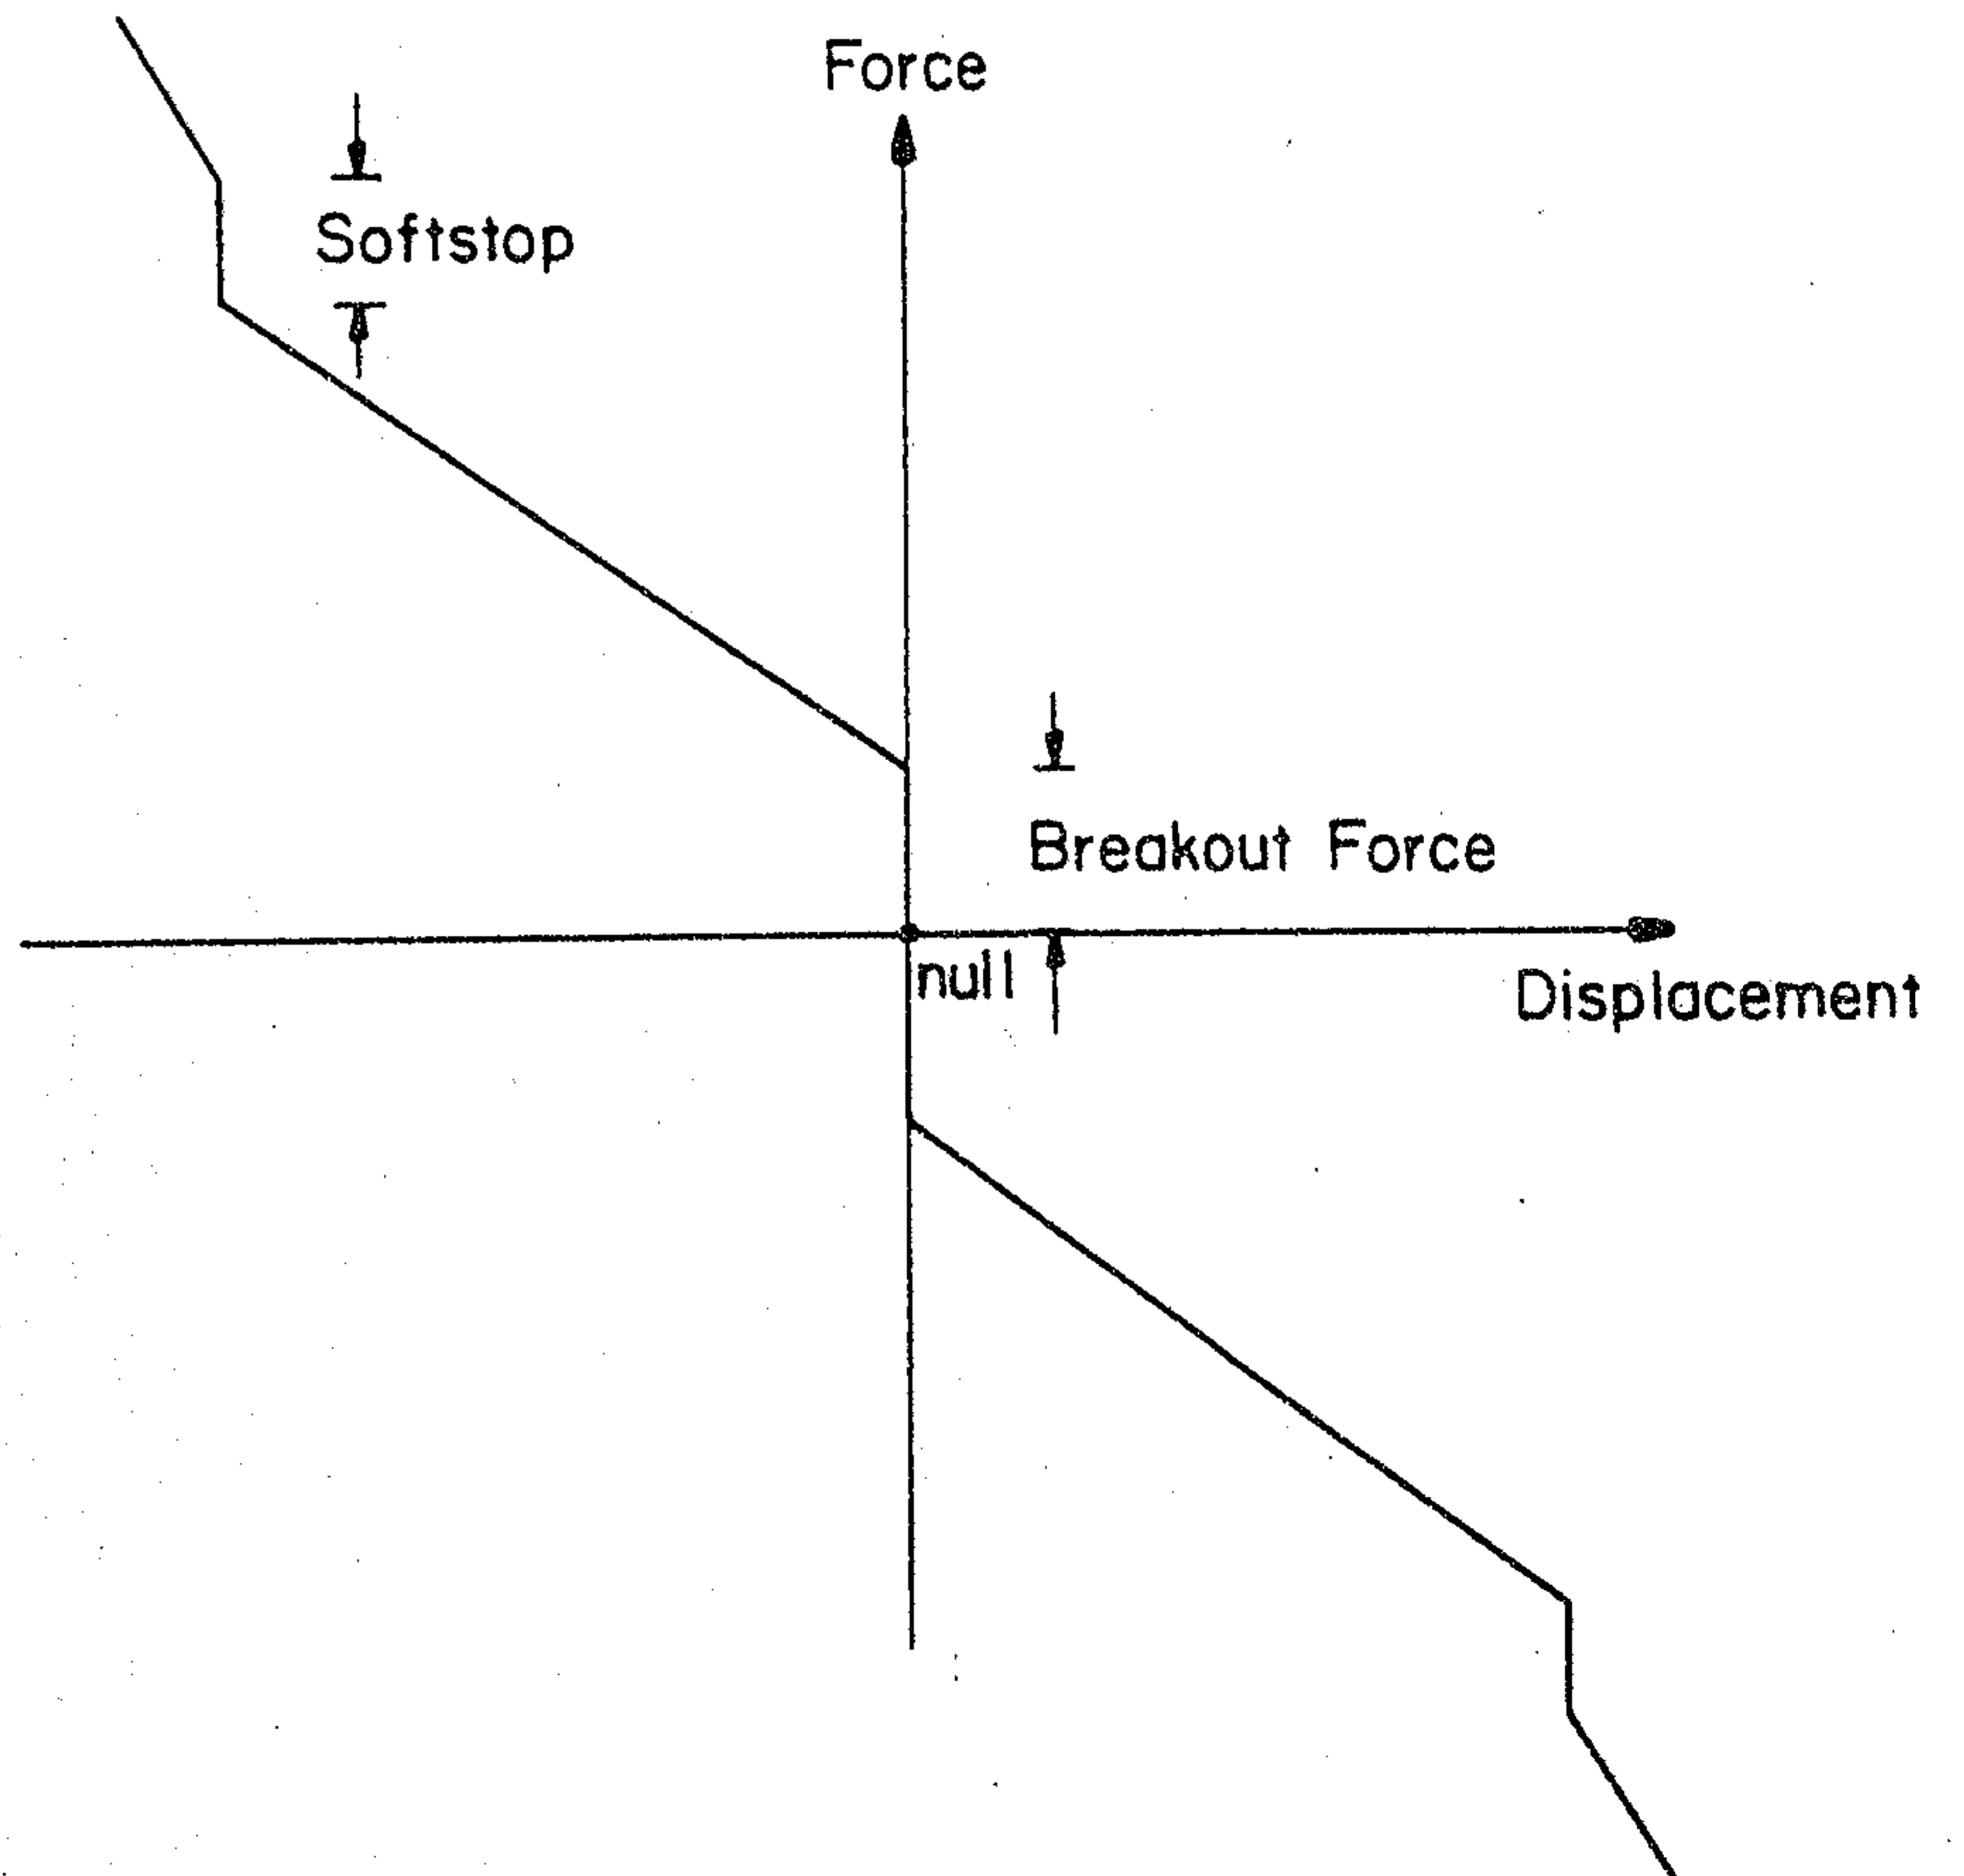 Force
Softstop
Breakout Force
null
Displacement